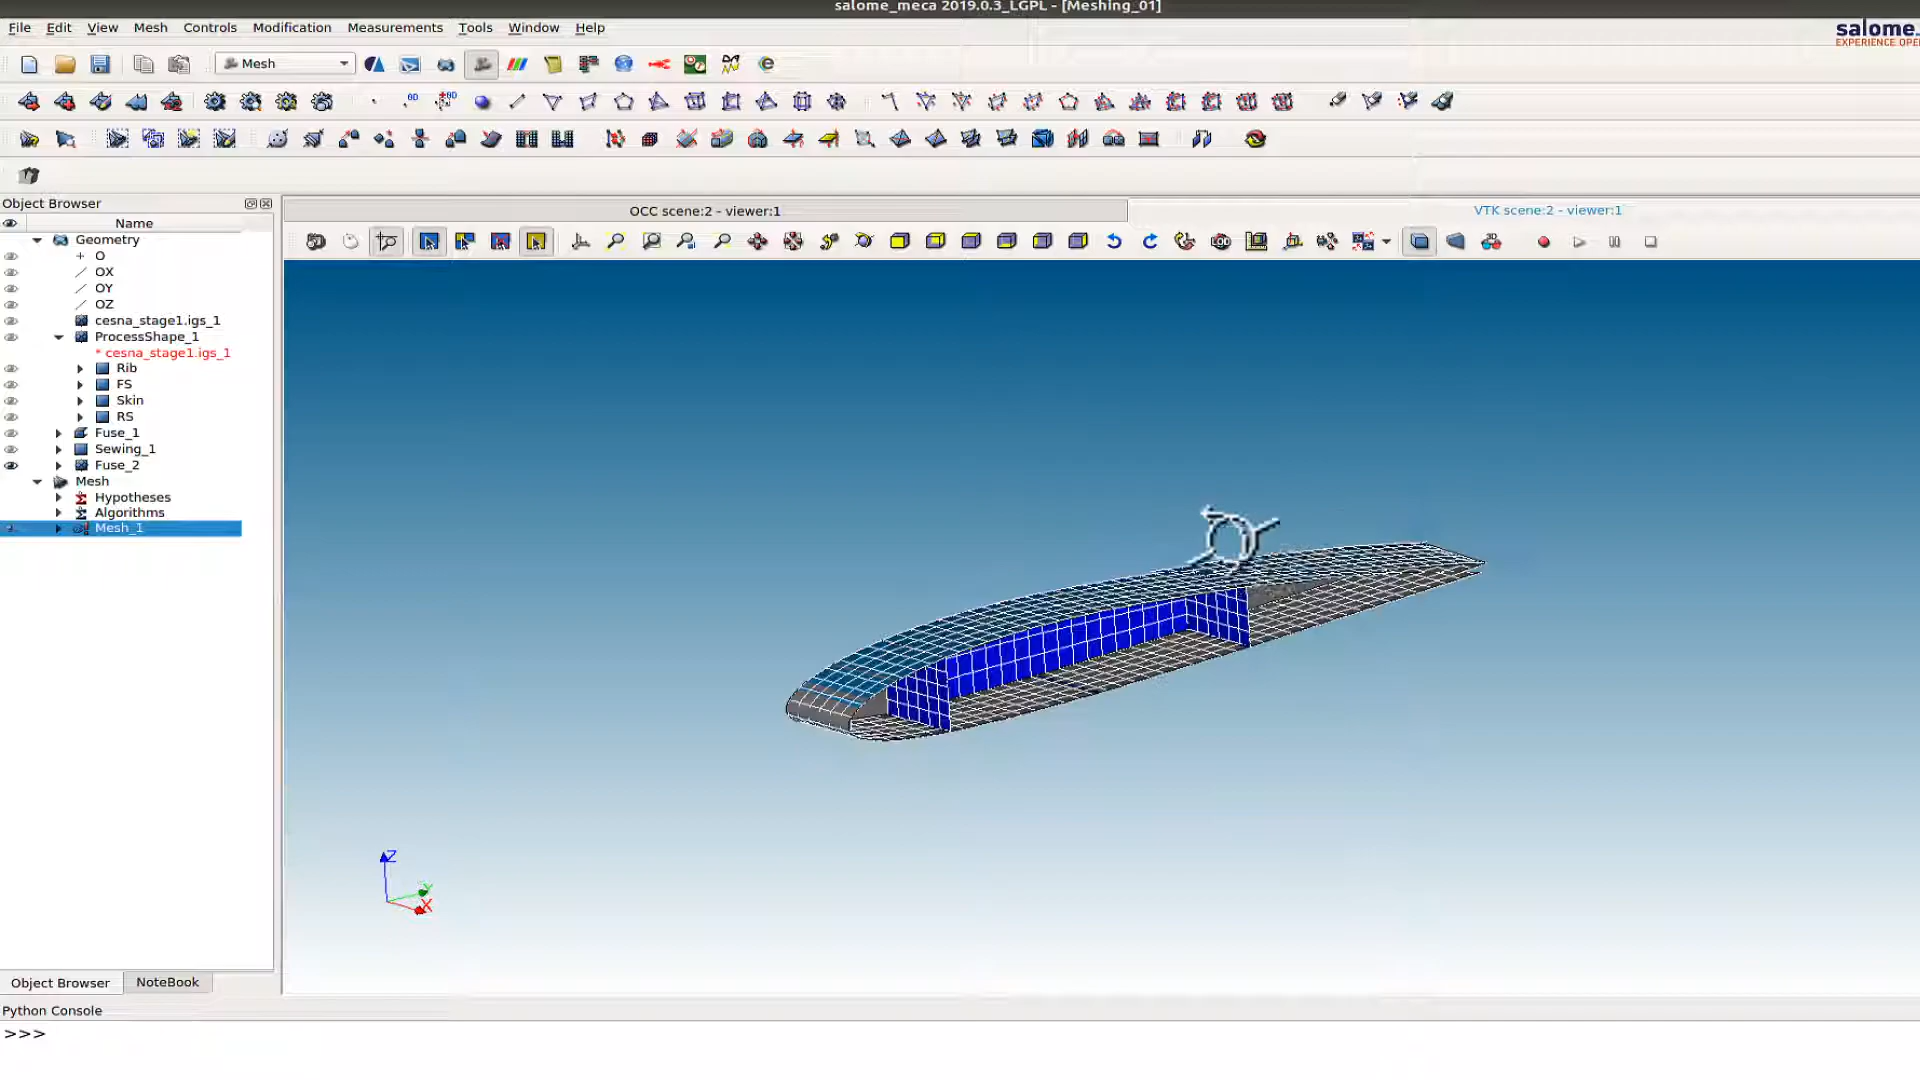 salome_meca 2019.0.3_LGPL - [Meshing_01]
File Edit View Mesh Controls Modification Measurements Tools Window Help
salome.
EXPERIENCE OPE
Mesh
0D
0D
Object Browser
OCC scene:2 - viewer:1
VTK scene:2 - viewer:1
Name
Geometry
O
OX
OY
OZ
cesna_stage1.igs_1
ProcessShape_1
* cesna_stage1.igs_1
Rib
FS
Skin
RS
Fuse_1
Sewing_1
Fuse_2
Mesh
Hypotheses
Algorithms
Mesh_1
Z
Y
X
Object Browser
NoteBook
Python Console
>>>